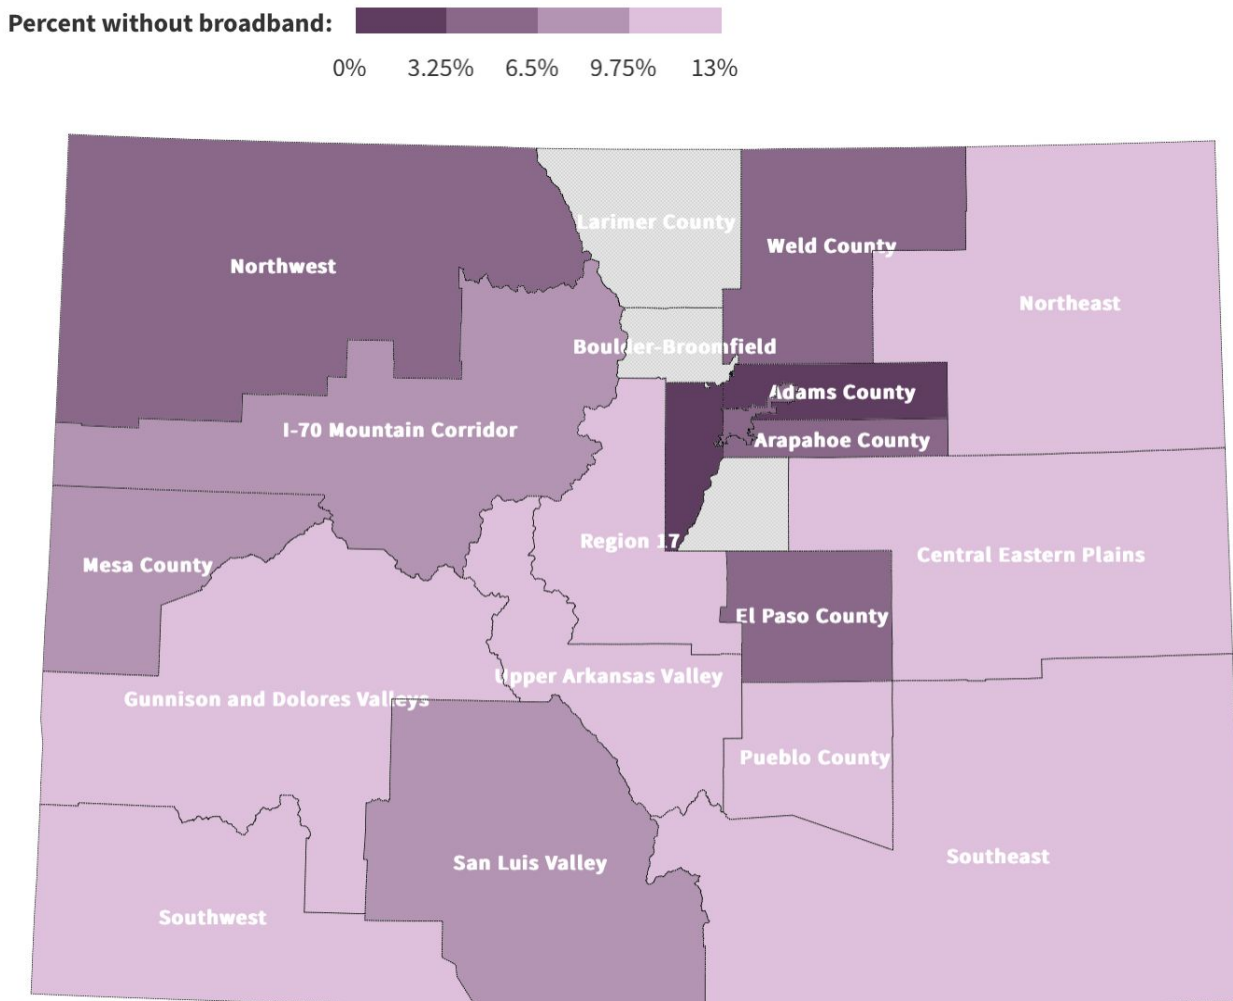 Percent without broadband:
0% 3.25% 6.5% 9.75% 13%
Larimer County
Weld County
Northwest
Northeast
Boulder-Broomfield
Adams County
I-70 Mountain Corridor
Arapahoe County
Region 17
Central Eastern Plains
Mesa County
El Paso County
Upper Arkansas Valley
Gunnison and Dolores Valleys
Pueblo County
Southeast
San Luis Valley
Southwest